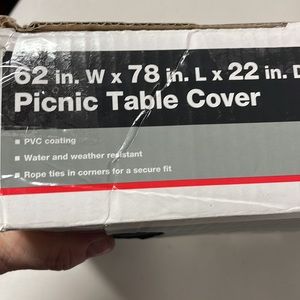 62 in. W x 78 in. L x 22 in. D
Picnic Table Cover
■ PVC coating
■ Water and weather resistant
■ Rope ties in corners for a secure fit